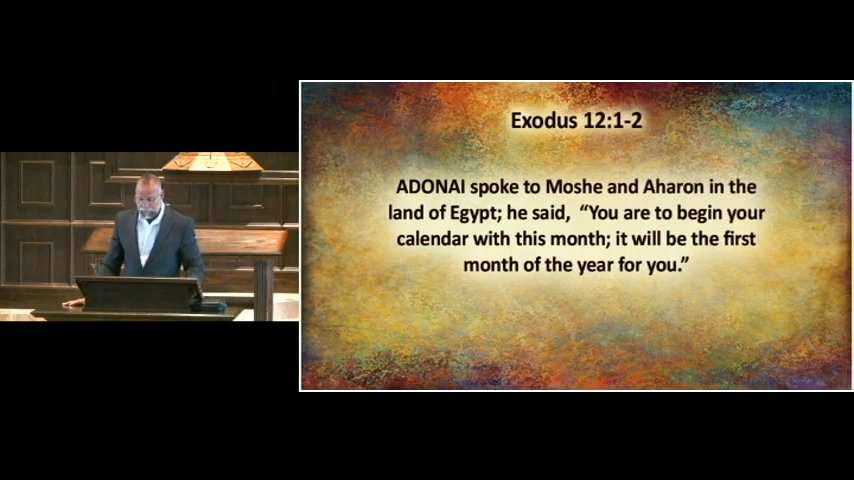 Exodus 12:1-2
ADONAI spoke to Moshe and Aharon in the
land of Egypt; he said, “You are to begin your
calendar with this month; it will be the first
month of the year for you.”